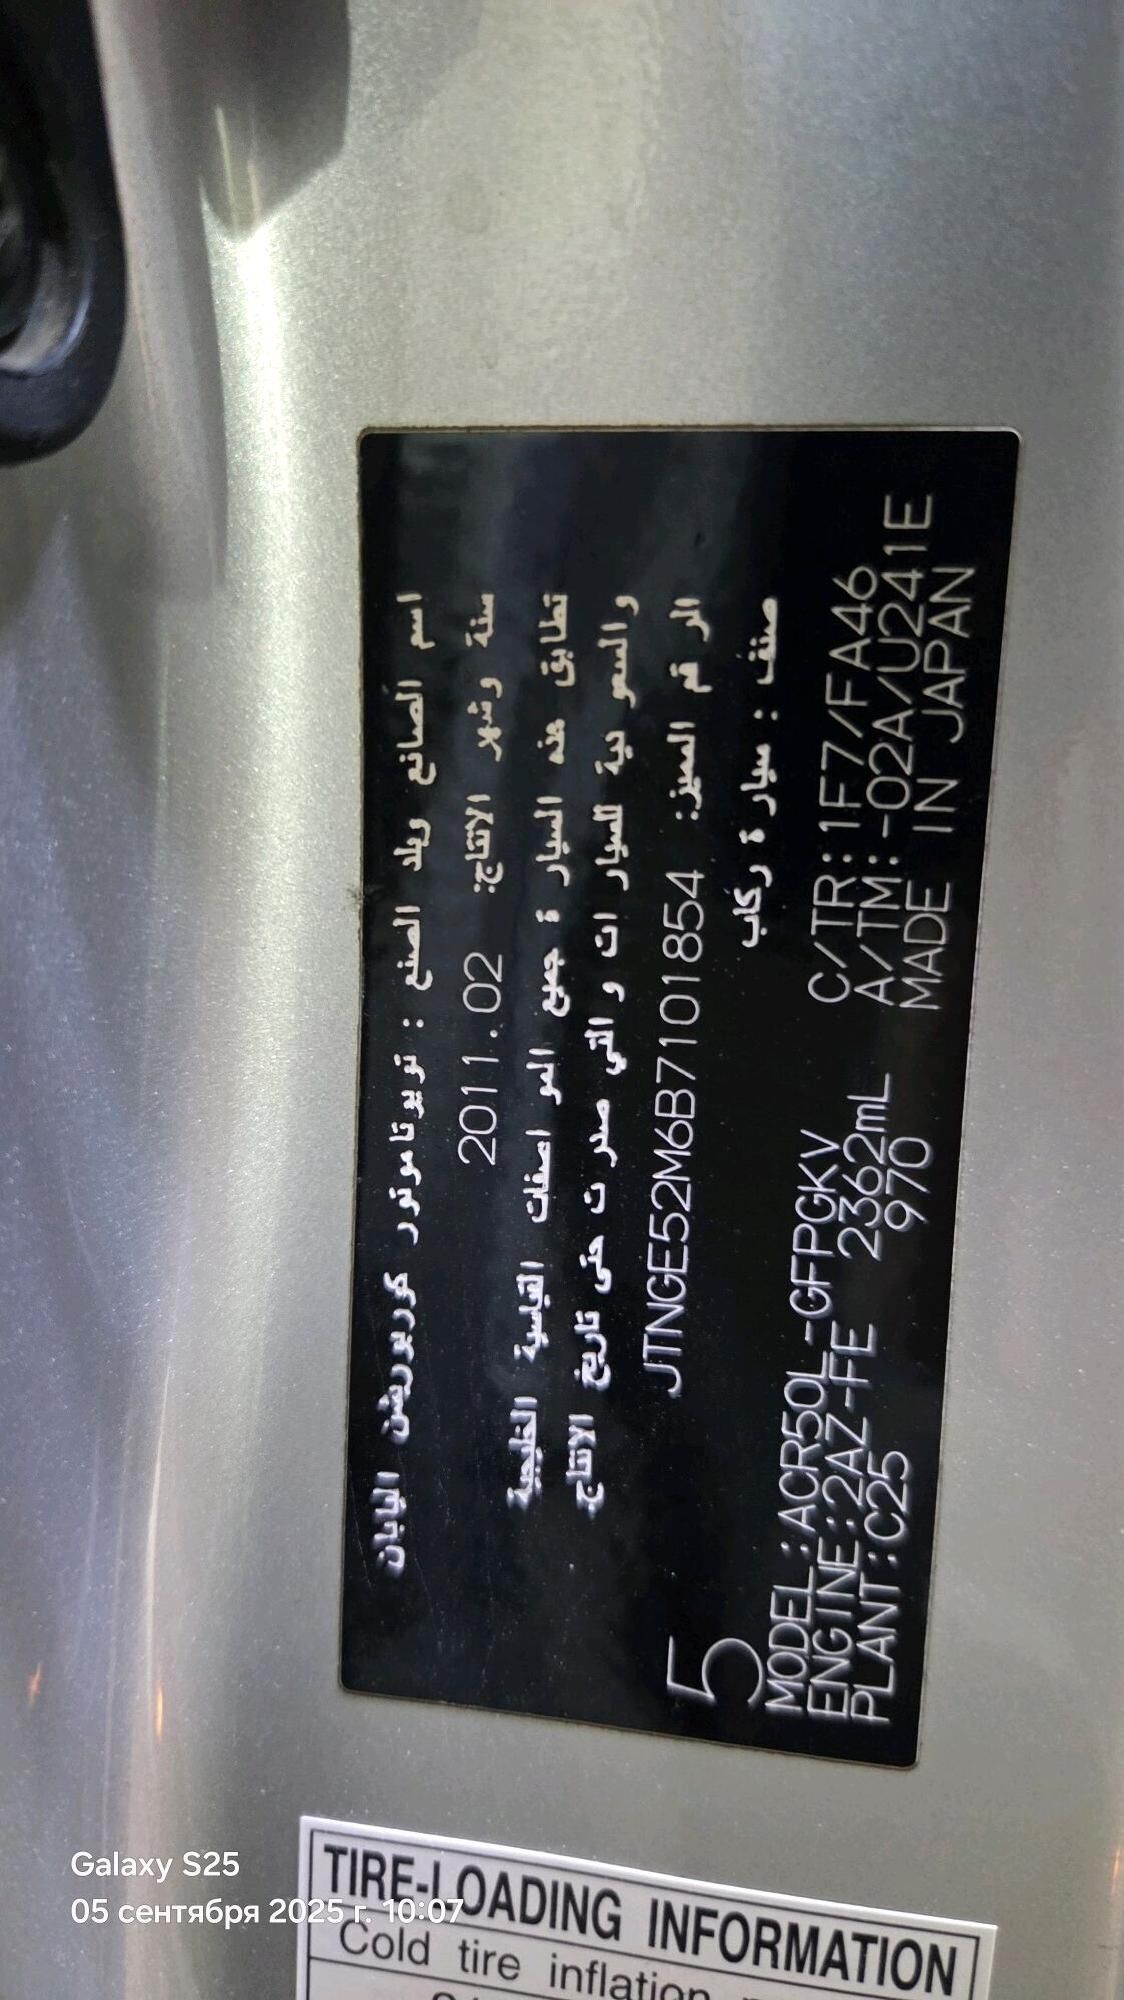 اسم الصانع وبلد الصنع : تويوتا موتور كوربوريشن اليابان
سنة وشهر الانتاج: 2011.02
تطابق هذه السيارة جميع المواصفات القياسية الخليجية
والسعودية للسيارات والتي صدرت حتى تاريخ الانتاج.
الرقم المميز: JTNGE52M6B7101854
صنف : سيارة ركاب
5
MODEL:ACR50L-GFPGKV C/TR:1F7/FA46
ENGINE:2AZ-FE 2362mL A/TM:-02A/U241E
PLANT:C25 970 MADE IN JAPAN
TIRE-LOADING INFORMATION
Cold tire inflation
Galaxy S25
05 сентября 2025 г. 10:07